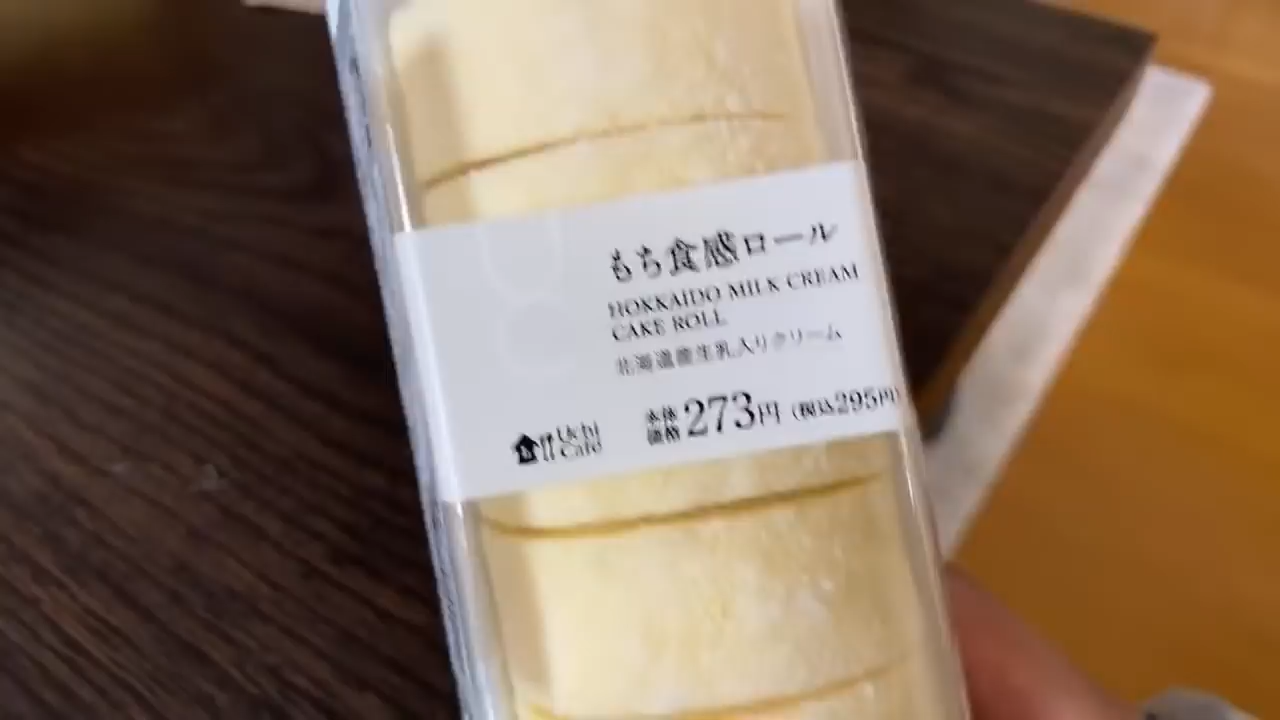 もち食感ロール
HOKKAIDO MILK CREAM
CAKE ROLL
北海道産生乳入りクリーム
本体価格 273円 (税込295円)
Uchi Café